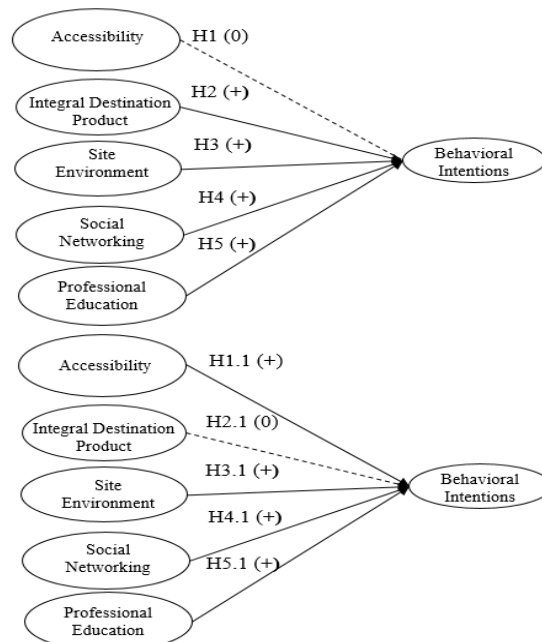 Accessibility
H1 (0)
Integral Destination
Product
H2 (+)
Site
Environment
H3 (+)
Behavioral
Intentions
Social
Networking
H4 (+)
H5 (+)
Professional
Education
Accessibility
H1.1 (+)
Integral Destination
Product
H2.1 (0)
Site
Environment
H3.1 (+)
Behavioral
Intentions
H4.1 (+)
Social
Networking
H5.1 (+)
Professional
Education